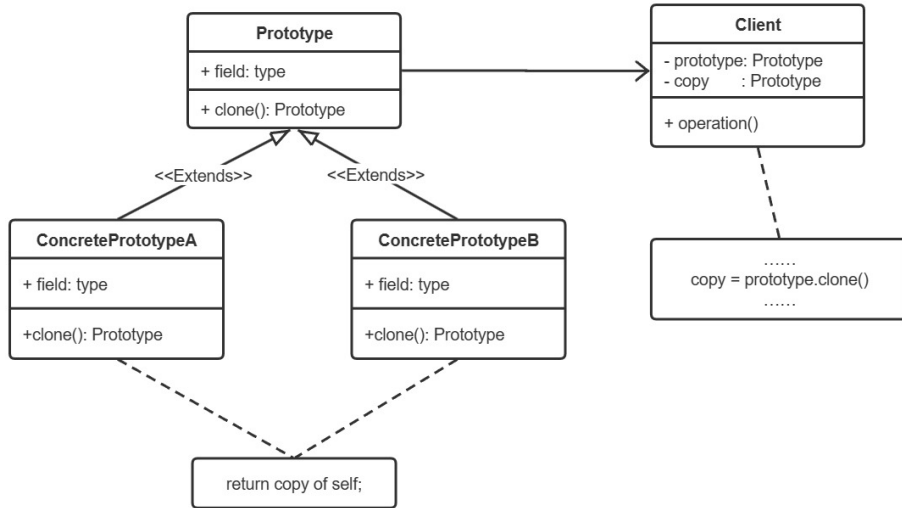 Prototype
+ field: type
+ clone(): Prototype
Client
- prototype: Prototype
- copy : Prototype
+ operation()
<<Extends>>
<<Extends>>
ConcretePrototypeA
+ field: type
+clone(): Prototype
ConcretePrototypeB
+ field: type
+clone(): Prototype
……
copy = prototype.clone()
……
return copy of self;